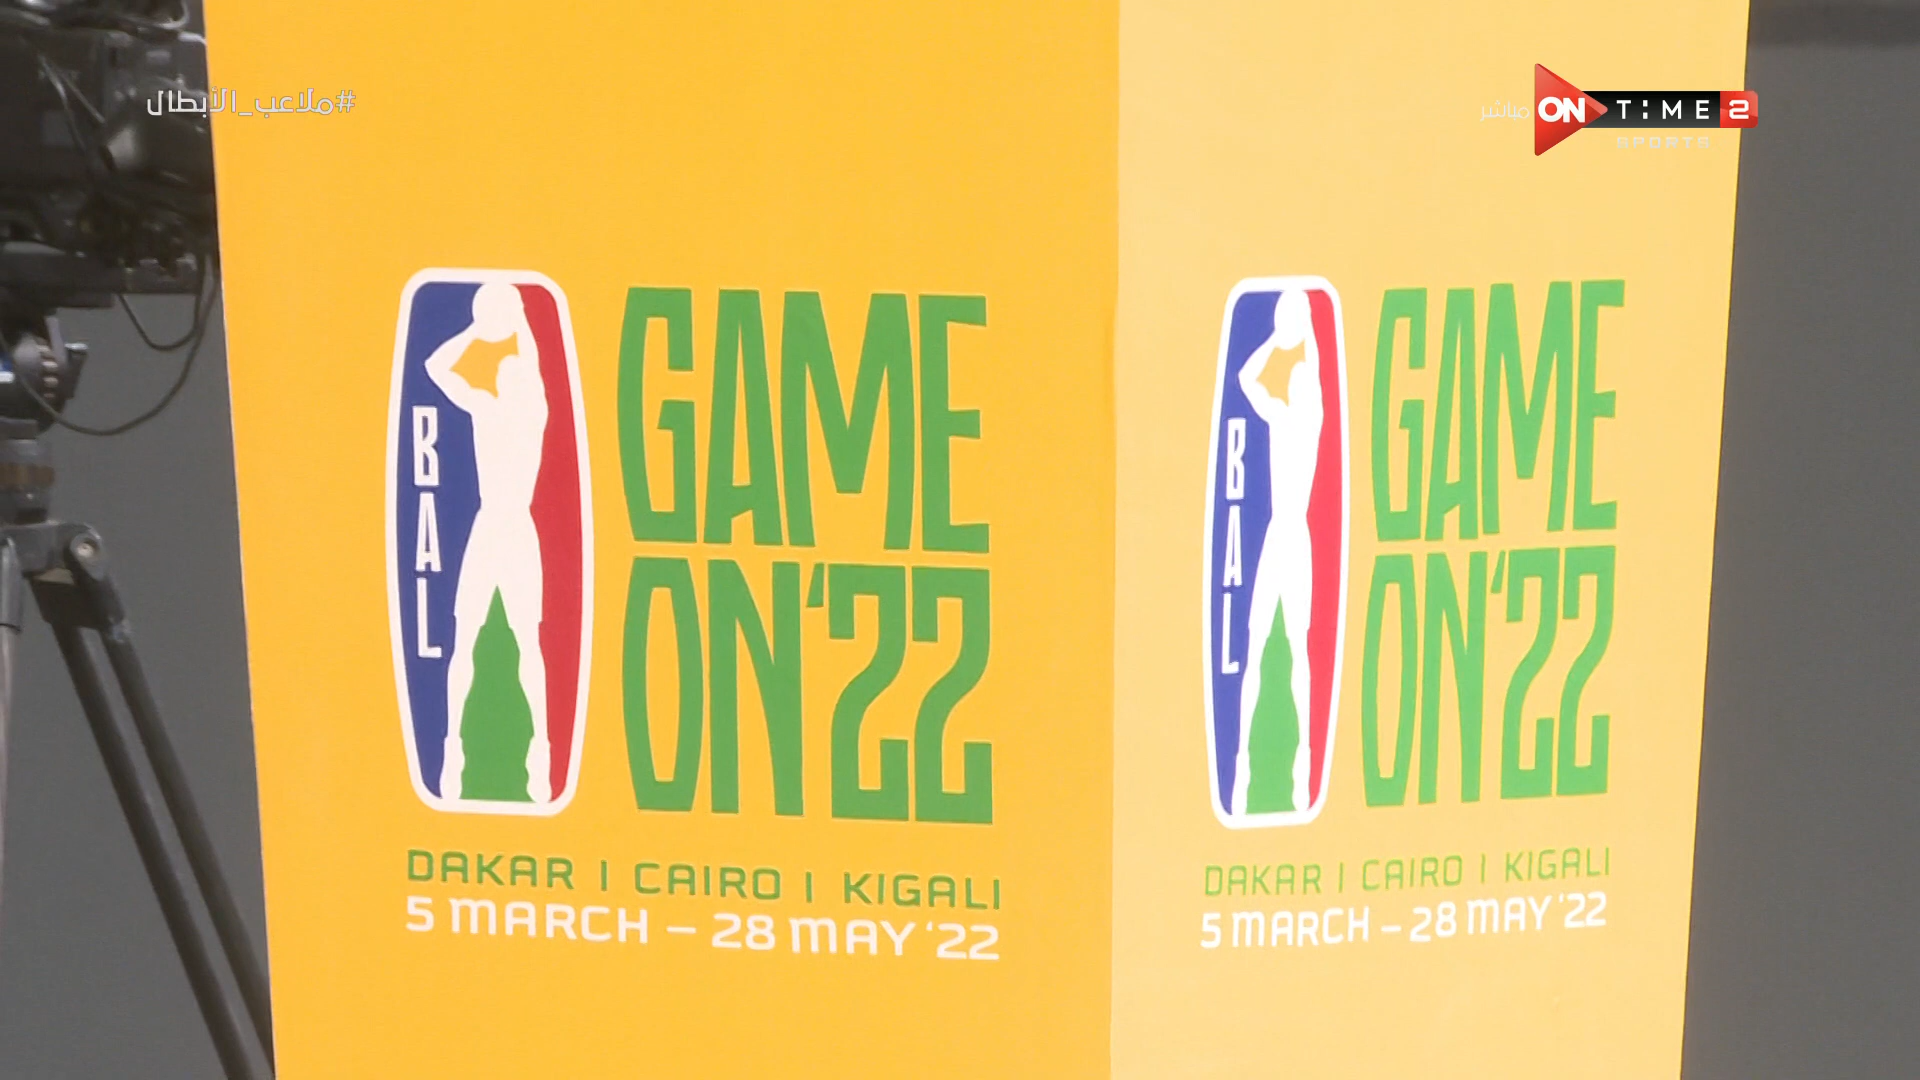 #ملاعب_الأبطال
مباشر
ON TIME 2
SPORTS
BAL
GAME
ON '22
DAKAR | CAIRO | KIGALI
5 MARCH – 28 MAY '22
BAL
GAME
ON '22
DAKAR | CAIRO | KIGALI
5 MARCH – 28 MAY '22